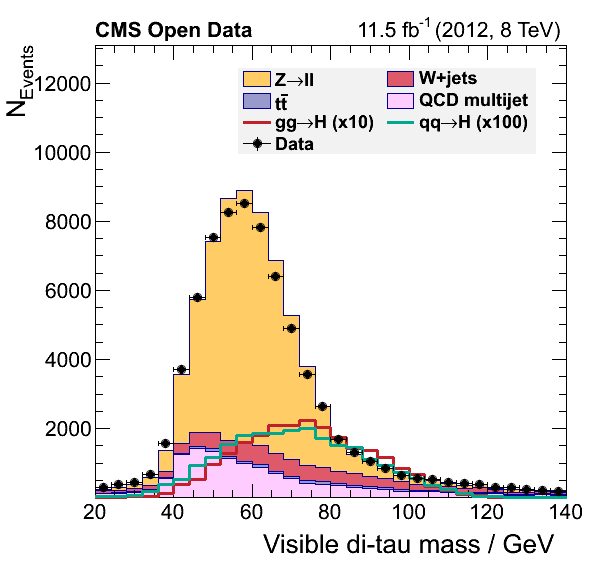 CMS Open Data 11.5 fb⁻¹ (2012, 8 TeV)
N_Events
12000
10000
8000
6000
4000
2000
Z→ll W+jets
tt̄ QCD multijet
gg→H (x10) qq→H (x100)
Data
20 40 60 80 100 120 140
Visible di-tau mass / GeV